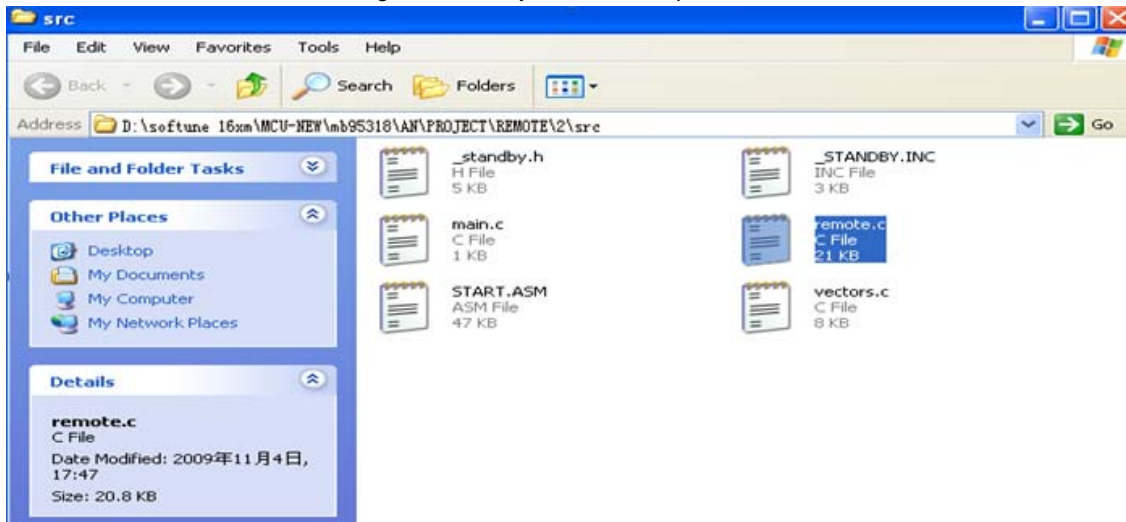 src
File Edit View Favorites Tools Help
Back Search Folders
Address D:\softune 16xm\MCU-NEW\mb95318\AN\PROJECT\REMOTE\2\src Go
File and Folder Tasks
Other Places
Desktop
My Documents
My Computer
My Network Places
Details
remote.c
C File
Date Modified: 2009年11月4日,
17:47
Size: 20.8 KB
_standby.h
H File
5 KB
_STANDBY.INC
INC File
3 KB
main.c
C File
1 KB
remote.c
C File
21 KB
START.ASM
ASM File
47 KB
vectors.c
C File
8 KB